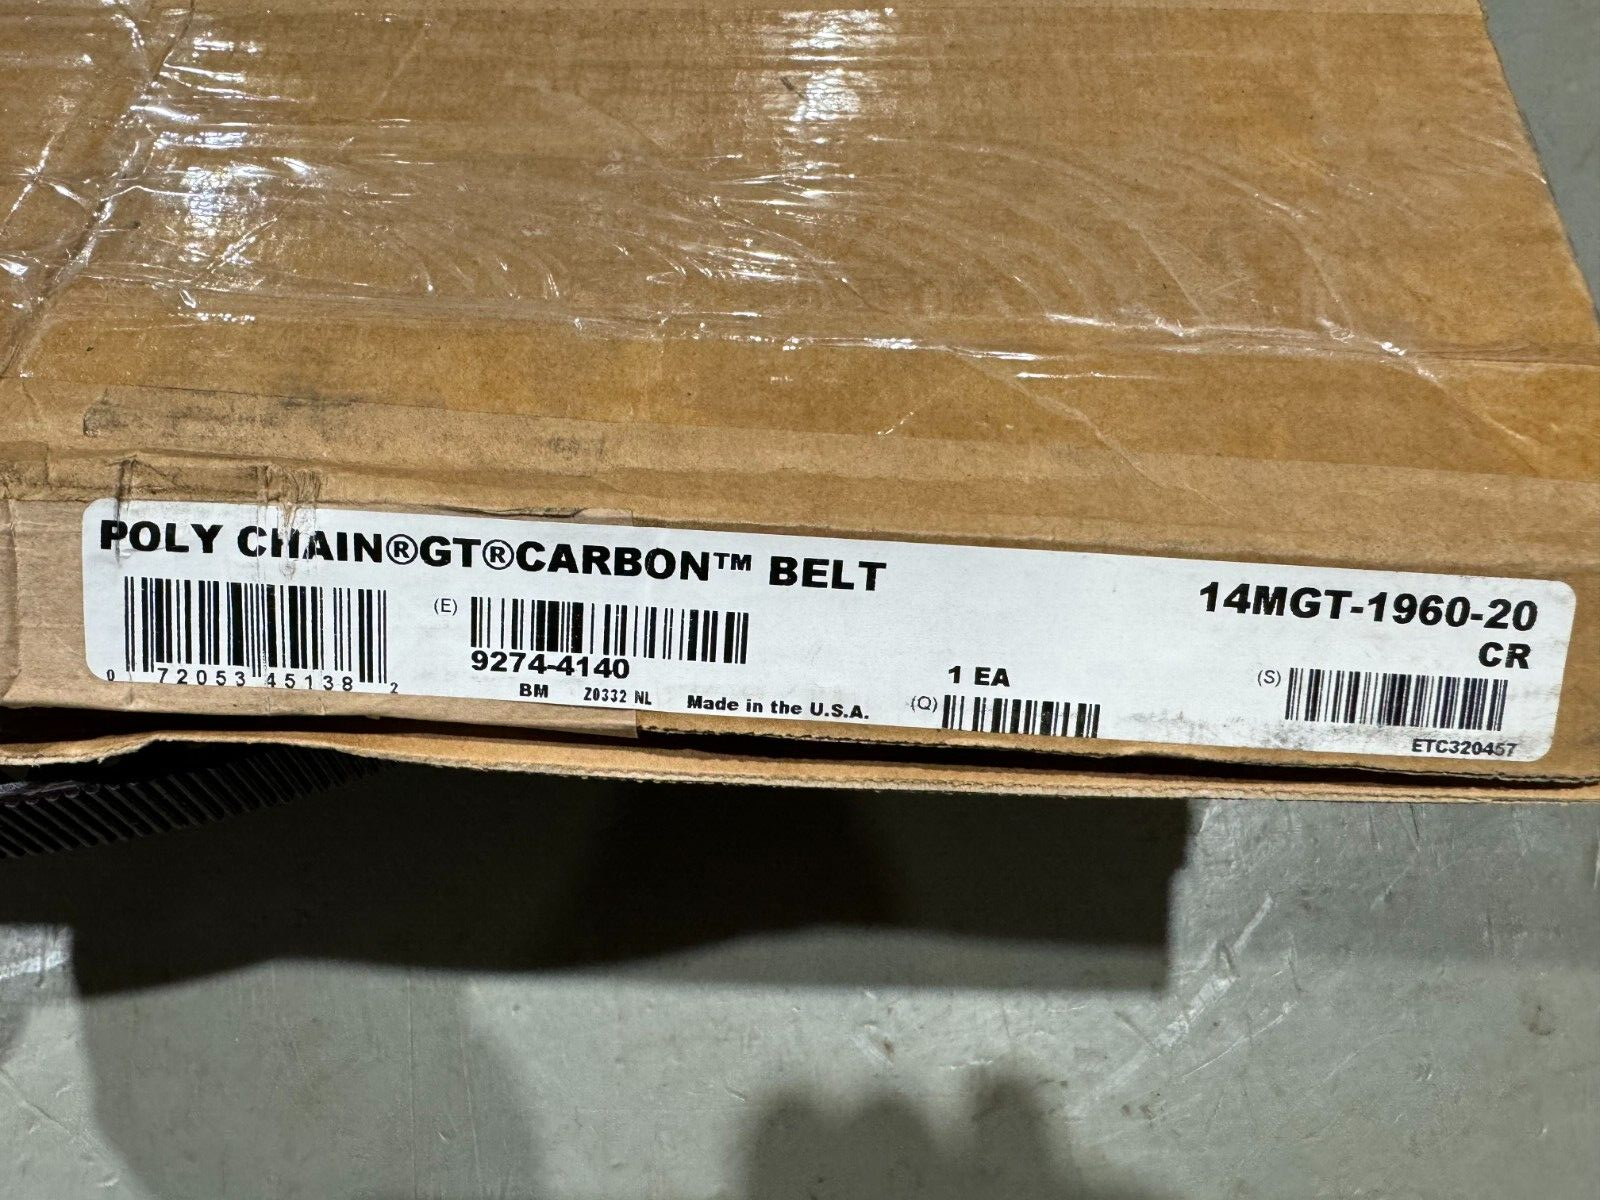 POLY CHAIN®GT®CARBON™ BELT
14MGT-1960-20
CR
0 72053 45138 2
(E)
9274-4140
BM Z0332 NL Made in the U.S.A.
1 EA
(Q)
(S)
ETC320457